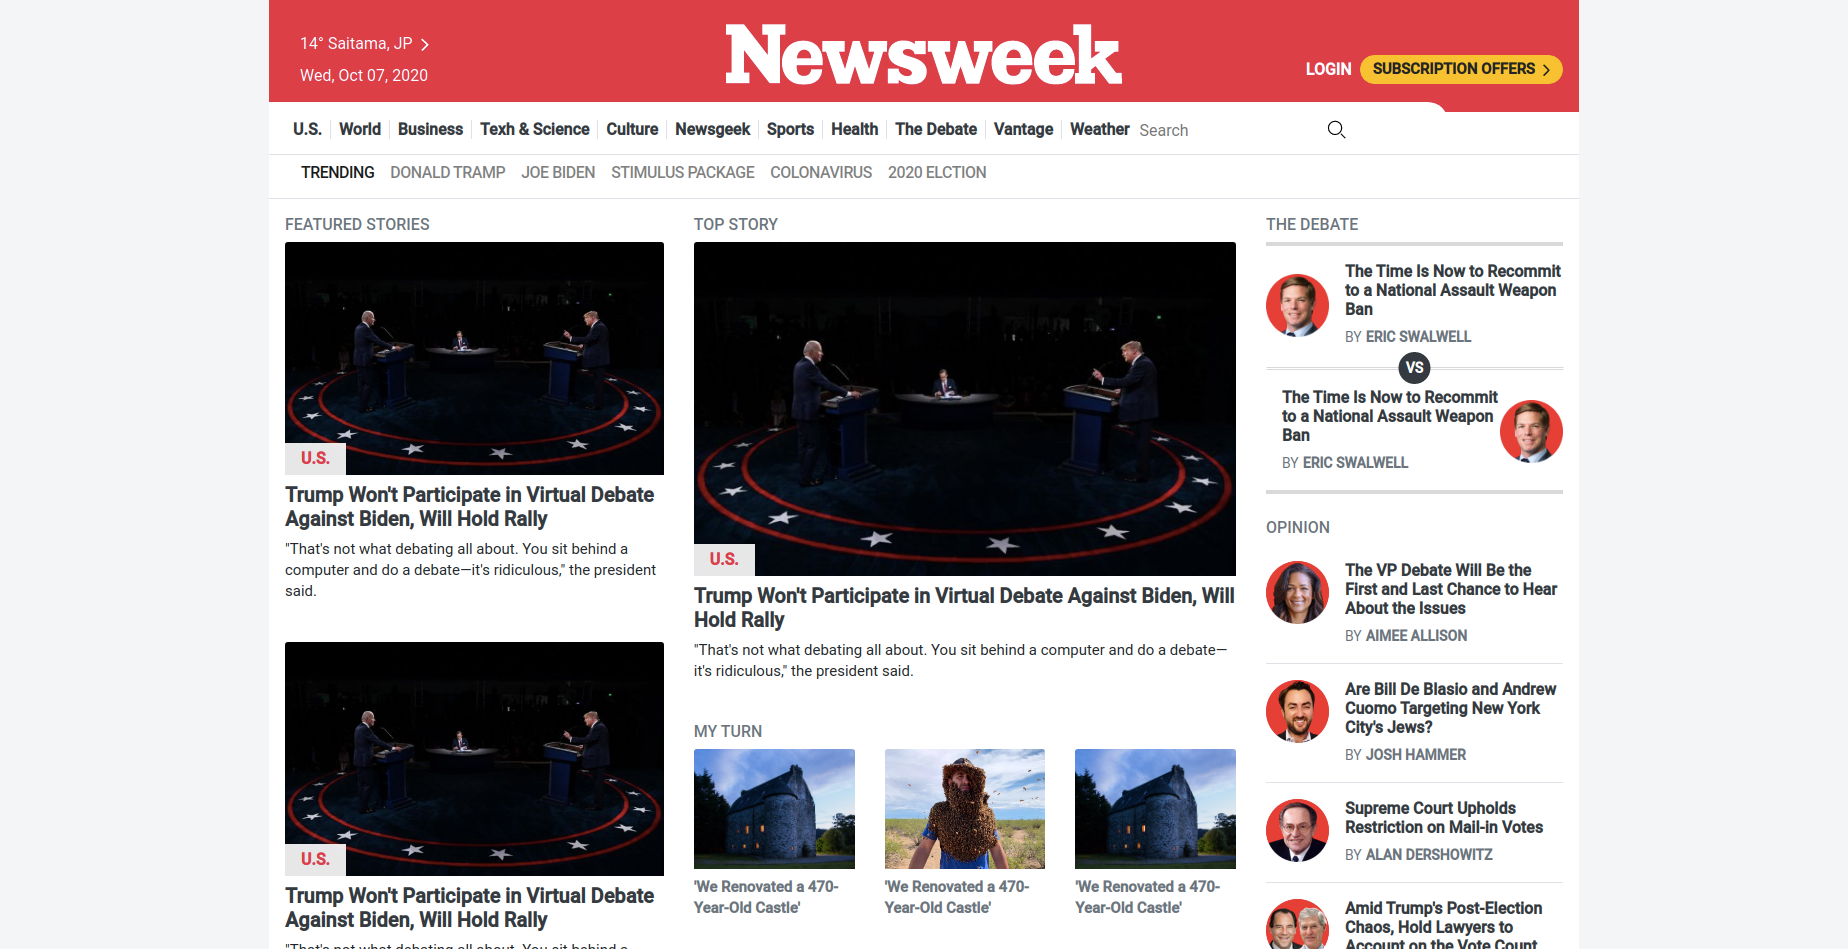 14° Saitama, JP
Wed, Oct 07, 2020
Newsweek
LOGIN
SUBSCRIPTION OFFERS
U.S.
World
Business
Texh & Science
Culture
Newsgeek
Sports
Health
The Debate
Vantage
Weather
Search
TRENDING
DONALD TRAMP
JOE BIDEN
STIMULUS PACKAGE
COLONAVIRUS
2020 ELCTION
FEATURED STORIES
U.S.
Trump Won't Participate in Virtual Debate
Against Biden, Will Hold Rally
"That's not what debating all about. You sit behind a
computer and do a debate—it's ridiculous," the president
said.
U.S.
Trump Won't Participate in Virtual Debate
Against Biden, Will Hold Rally
"That's not what debating all about. You sit behind a
TOP STORY
U.S.
Trump Won't Participate in Virtual Debate Against Biden, Will
Hold Rally
"That's not what debating all about. You sit behind a computer and do a debate—
it's ridiculous," the president said.
MY TURN
'We Renovated a 470-
Year-Old Castle'
'We Renovated a 470-
Year-Old Castle'
'We Renovated a 470-
Year-Old Castle'
THE DEBATE
The Time Is Now to Recommit
to a National Assault Weapon
Ban
BY ERIC SWALWELL
VS
The Time Is Now to Recommit
to a National Assault Weapon
Ban
BY ERIC SWALWELL
OPINION
The VP Debate Will Be the
First and Last Chance to Hear
About the Issues
BY AIMEE ALLISON
Are Bill De Blasio and Andrew
Cuomo Targeting New York
City's Jews?
BY JOSH HAMMER
Supreme Court Upholds
Restriction on Mail-in Votes
BY ALAN DERSHOWITZ
Amid Trump's Post-Election
Chaos, Hold Lawyers to
Account on the Vote Count